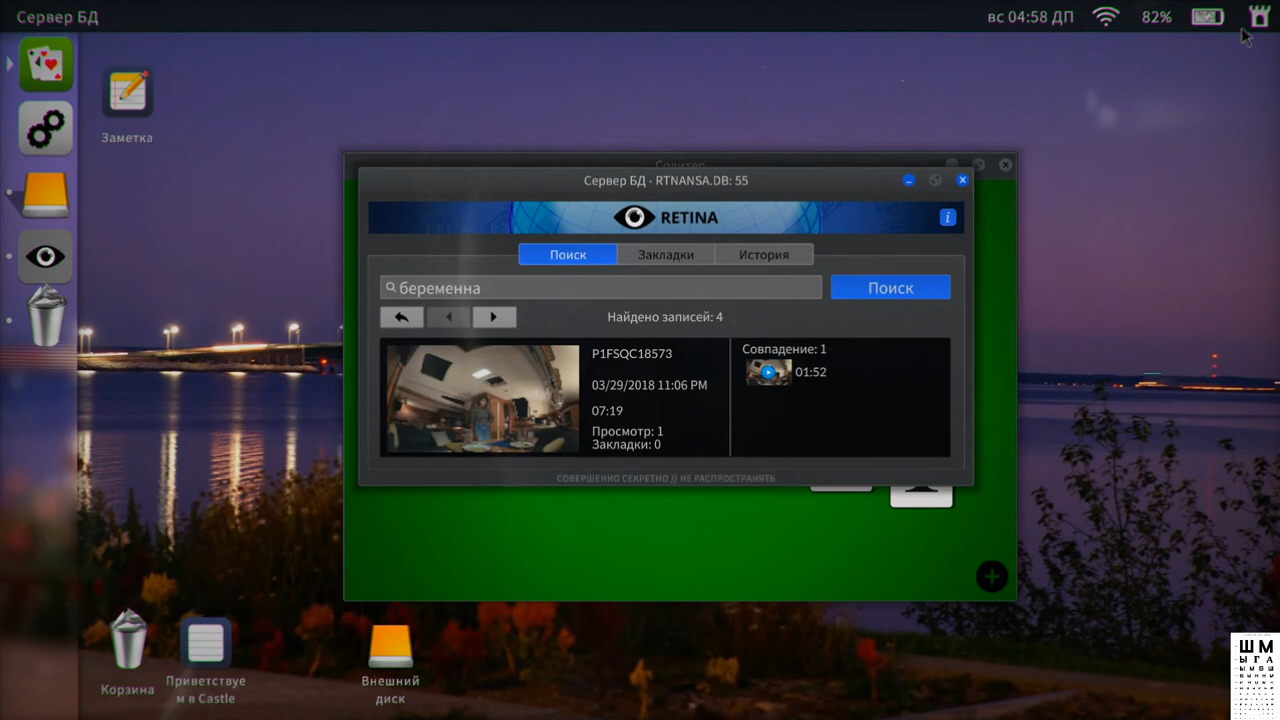 Сервер БД
вс 04:58 ДП
82%
Заметка
Солитер
Сервер БД - RTNANSA.DB: 55
RETINA
i
Поиск
Закладки
История
беременна
Поиск
Найдено записей: 4
P1FSQC18573
03/29/2018 11:06 PM
07:19
Просмотр: 1
Закладки: 0
Совпадение: 1
01:52
СОВЕРШЕННО СЕКРЕТНО // НЕ РАСПРОСТРАНЯТЬ
Корзина
Приветствуе
м в Castle
Внешний
диск
Ш М
Ы Г А